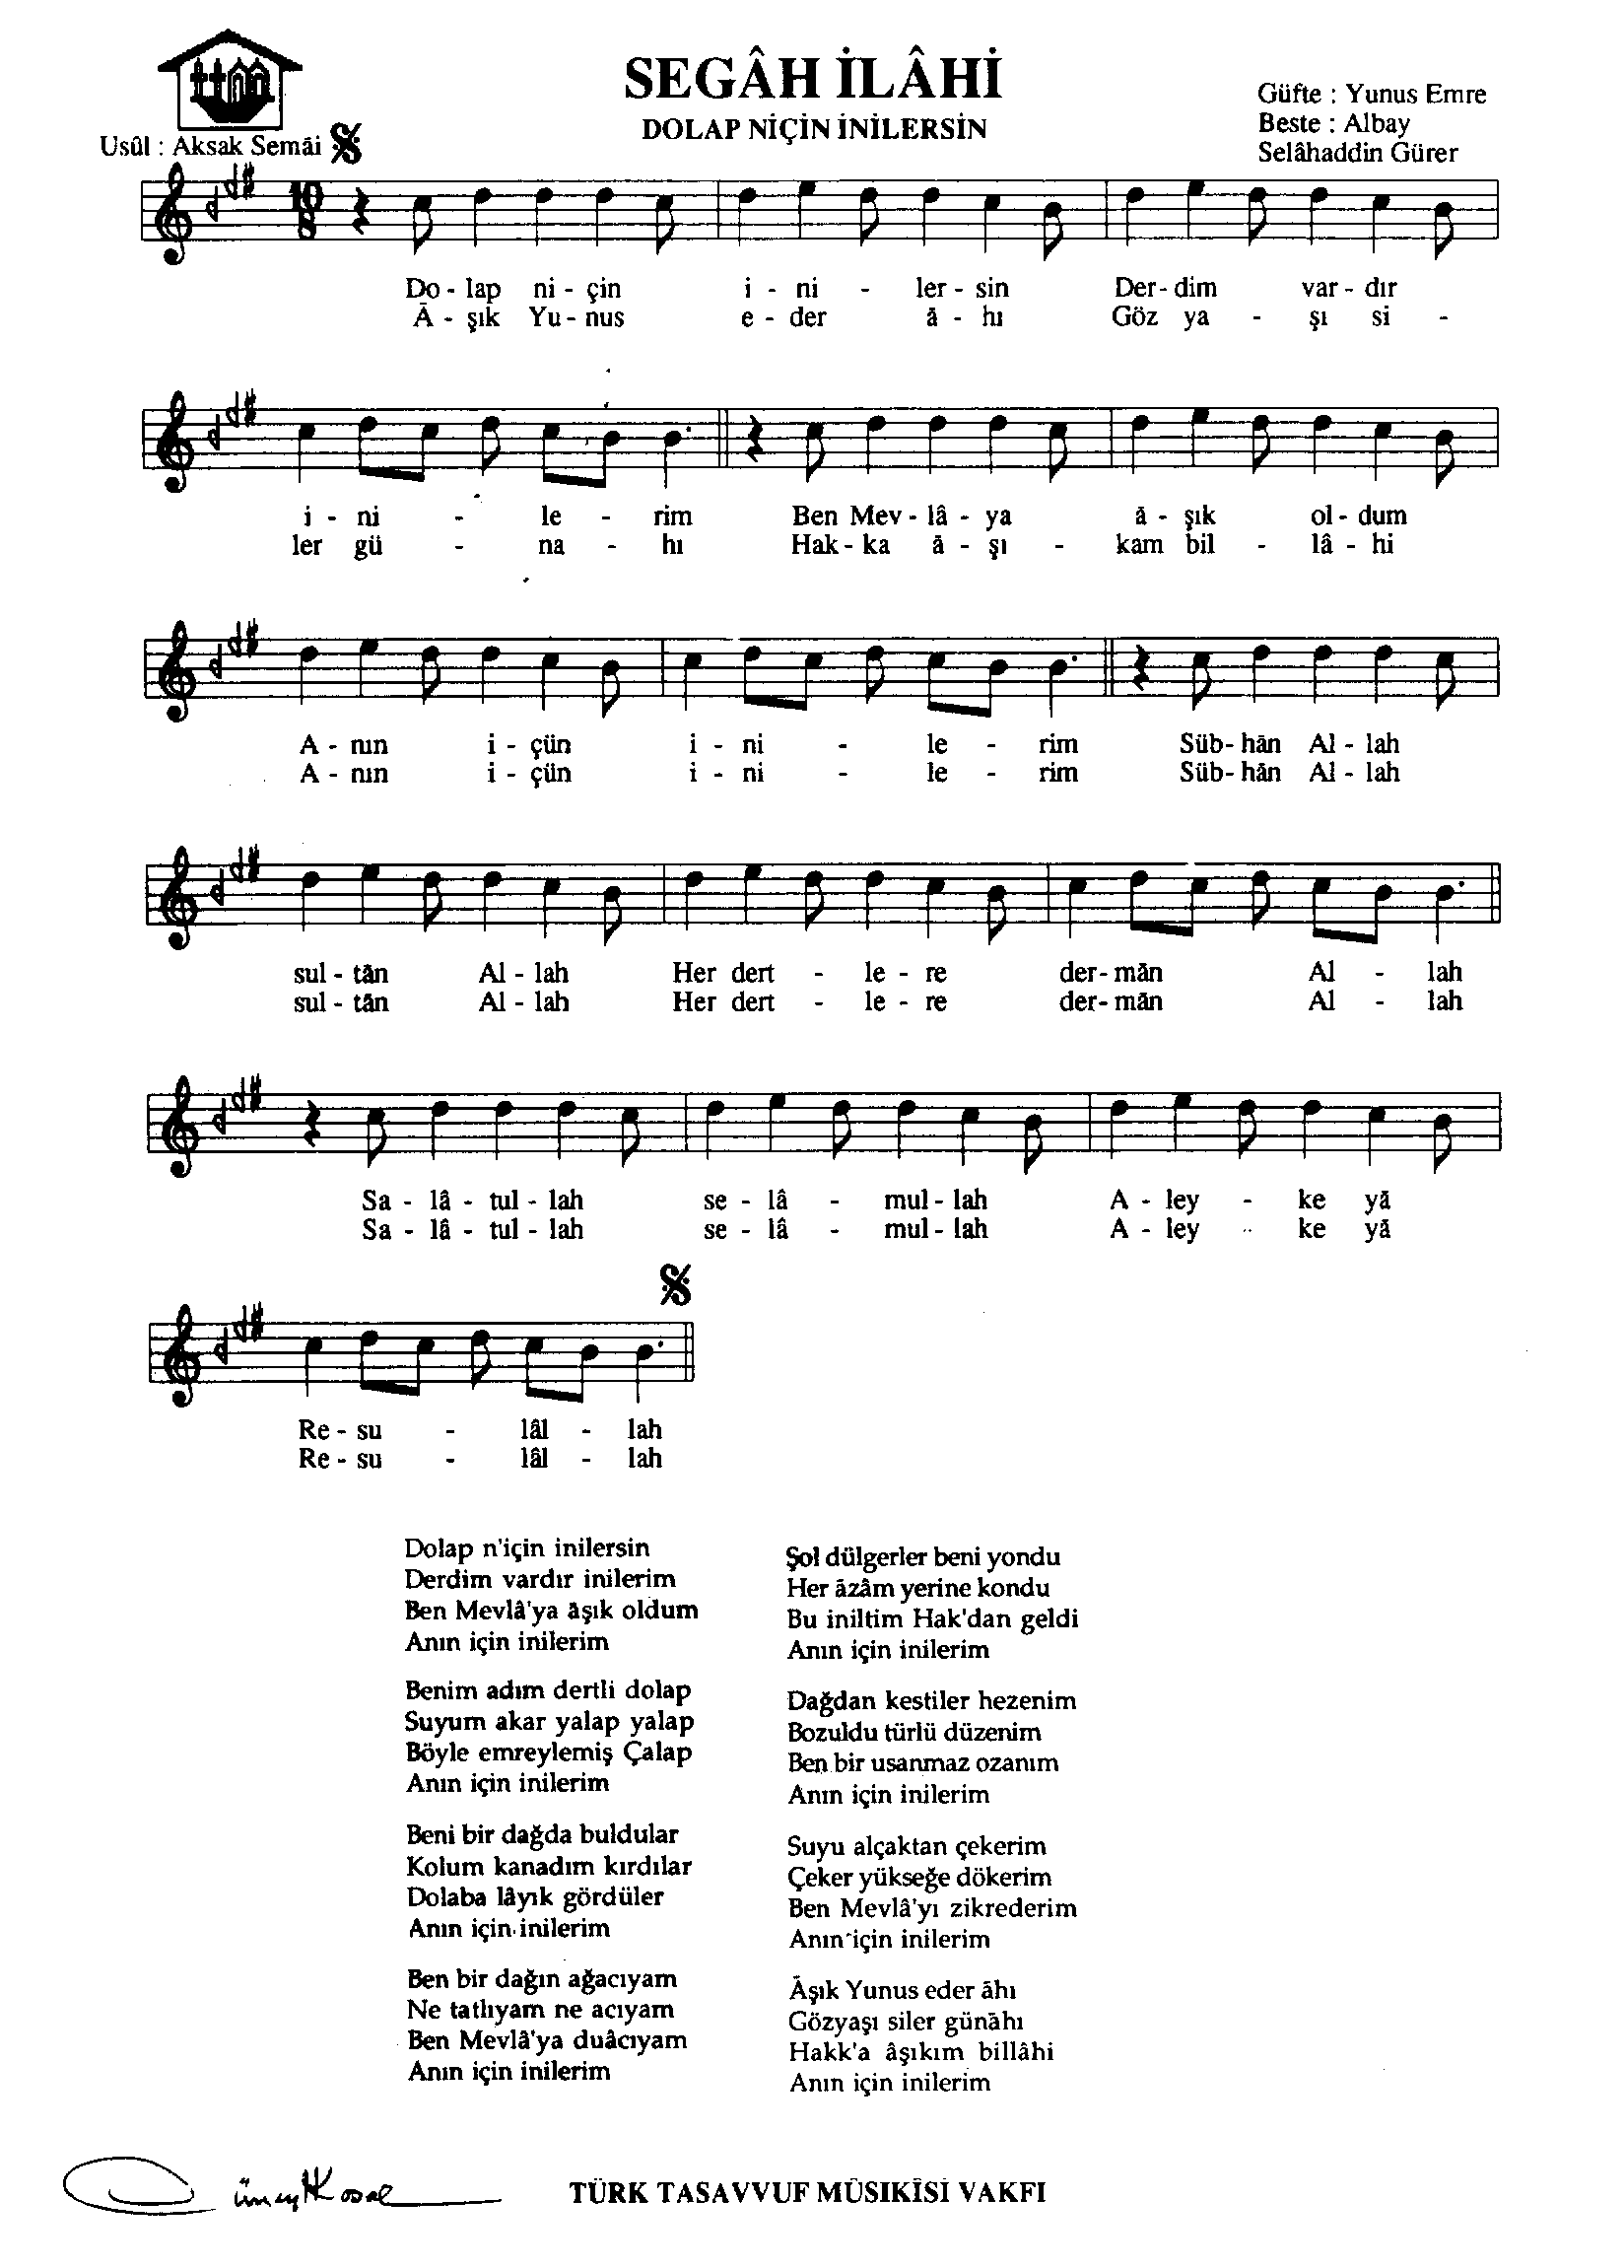 SEGÂH İLÂHİ
DOLAP NİÇİN İNİLERSİN
Güfte : Yunus Emre
Beste : Albay
Selâhaddin Gürer
Usûl : Aksak Semâi
10
8
Do - lap ni - çin i - ni - ler - sin Der - dim var - dır
Â - şık Yu - nus e - der â - hı Göz ya - şı si -
i - ni - le - rim Ben Mev - lâ - ya â - şık ol - dum
ler gü - na - hı Hak - ka â - şı - kam bil - lâ - hi
A - nın i - çün i - ni - le - rim Süb - hân Al - lah
A - nın i - çün i - ni - le - rim Süb - hân Al - lah
sul - tân Al - lah Her dert - le - re der - mân Al - lah
sul - tân Al - lah Her dert - le - re der - mân Al - lah
Sa - lâ - tul - lah se - lâ - mul - lah A - ley - ke yâ
Sa - lâ - tul - lah se - lâ - mul - lah A - ley - ke yâ
Re - su - lâl - lah
Re - su - lâl - lah
Dolap n'için inilersin
Derdim vardır inilerim
Ben Mevlâ'ya âşık oldum
Anın için inilerim
Benim adım dertli dolap
Suyum akar yalap yalap
Böyle emreylemiş Çalap
Anın için inilerim
Beni bir dağda buldular
Kolum kanadım kırdılar
Dolaba lâyık gördüler
Anın için inilerim
Ben bir dağın ağacıyam
Ne tatlıyam ne acıyam
Ben Mevlâ'ya duâcıyam
Anın için inilerim
Şol dülgerler beni yondu
Her âzâm yerine kondu
Bu iniltim Hak'dan geldi
Anın için inilerim
Dağdan kestiler hezenim
Bozuldu türlü düzenim
Ben bir usanmaz ozanım
Anın için inilerim
Suyu alçaktan çekerim
Çeker yükseğe dökerim
Ben Mevlâ'yı zikrederim
Anın için inilerim
Âşık Yunus eder âhı
Gözyaşı siler günâhı
Hakk'a âşıkım billâhi
Anın için inilerim
TÜRK TASAVVUF MÛSIKÎSİ VAKFI